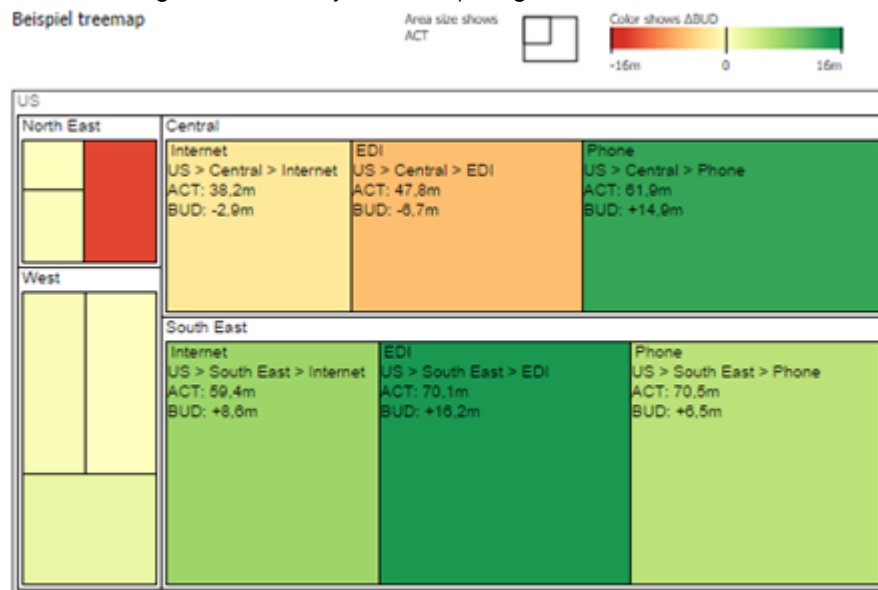 Beispiel treemap
Area size shows
ACT
Color shows ΔBUD
-16m 0 16m
US
North East
Central
Internet
US > Central > Internet
ACT: 38,2m
BUD: -2,9m
EDI
US > Central > EDI
ACT: 47,8m
BUD: -6,7m
Phone
US > Central > Phone
ACT: 61,9m
BUD: +14,9m
West
South East
Internet
US > South East > Internet
ACT: 59,4m
BUD: +8,6m
EDI
US > South East > EDI
ACT: 70,1m
BUD: +16,2m
Phone
US > South East > Phone
ACT: 70,5m
BUD: +6,5m